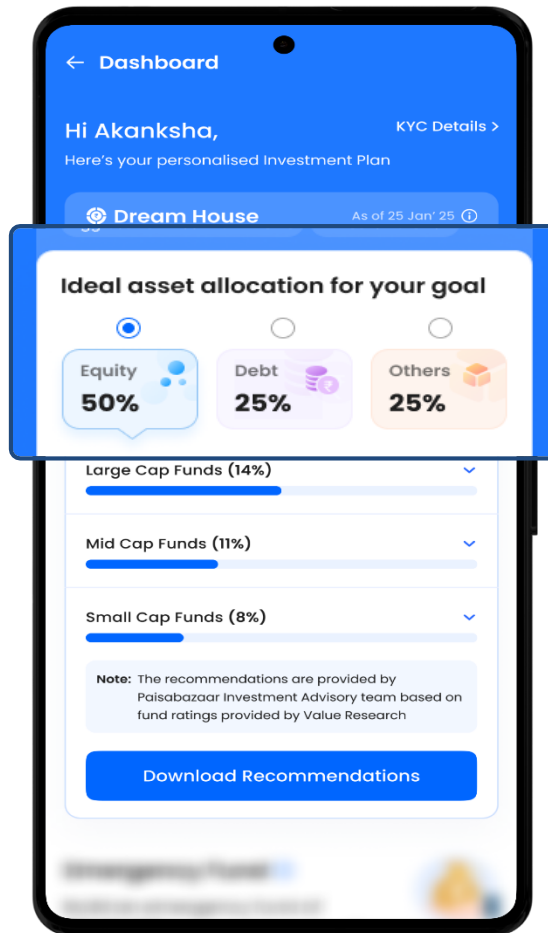 Dashboard
Hi Akanksha,
KYC Details >
Here's your personalised Investment Plan
Dream House
As of 25 Jan' 25
Ideal asset allocation for your goal
Equity
50%
Debt
25%
Others
25%
Large Cap Funds (14%)
Mid Cap Funds (11%)
Small Cap Funds (8%)
Note: The recommendations are provided by
Paisabazaar Investment Advisory team based on
fund ratings provided by Value Research
Download Recommendations
Emergency Fund